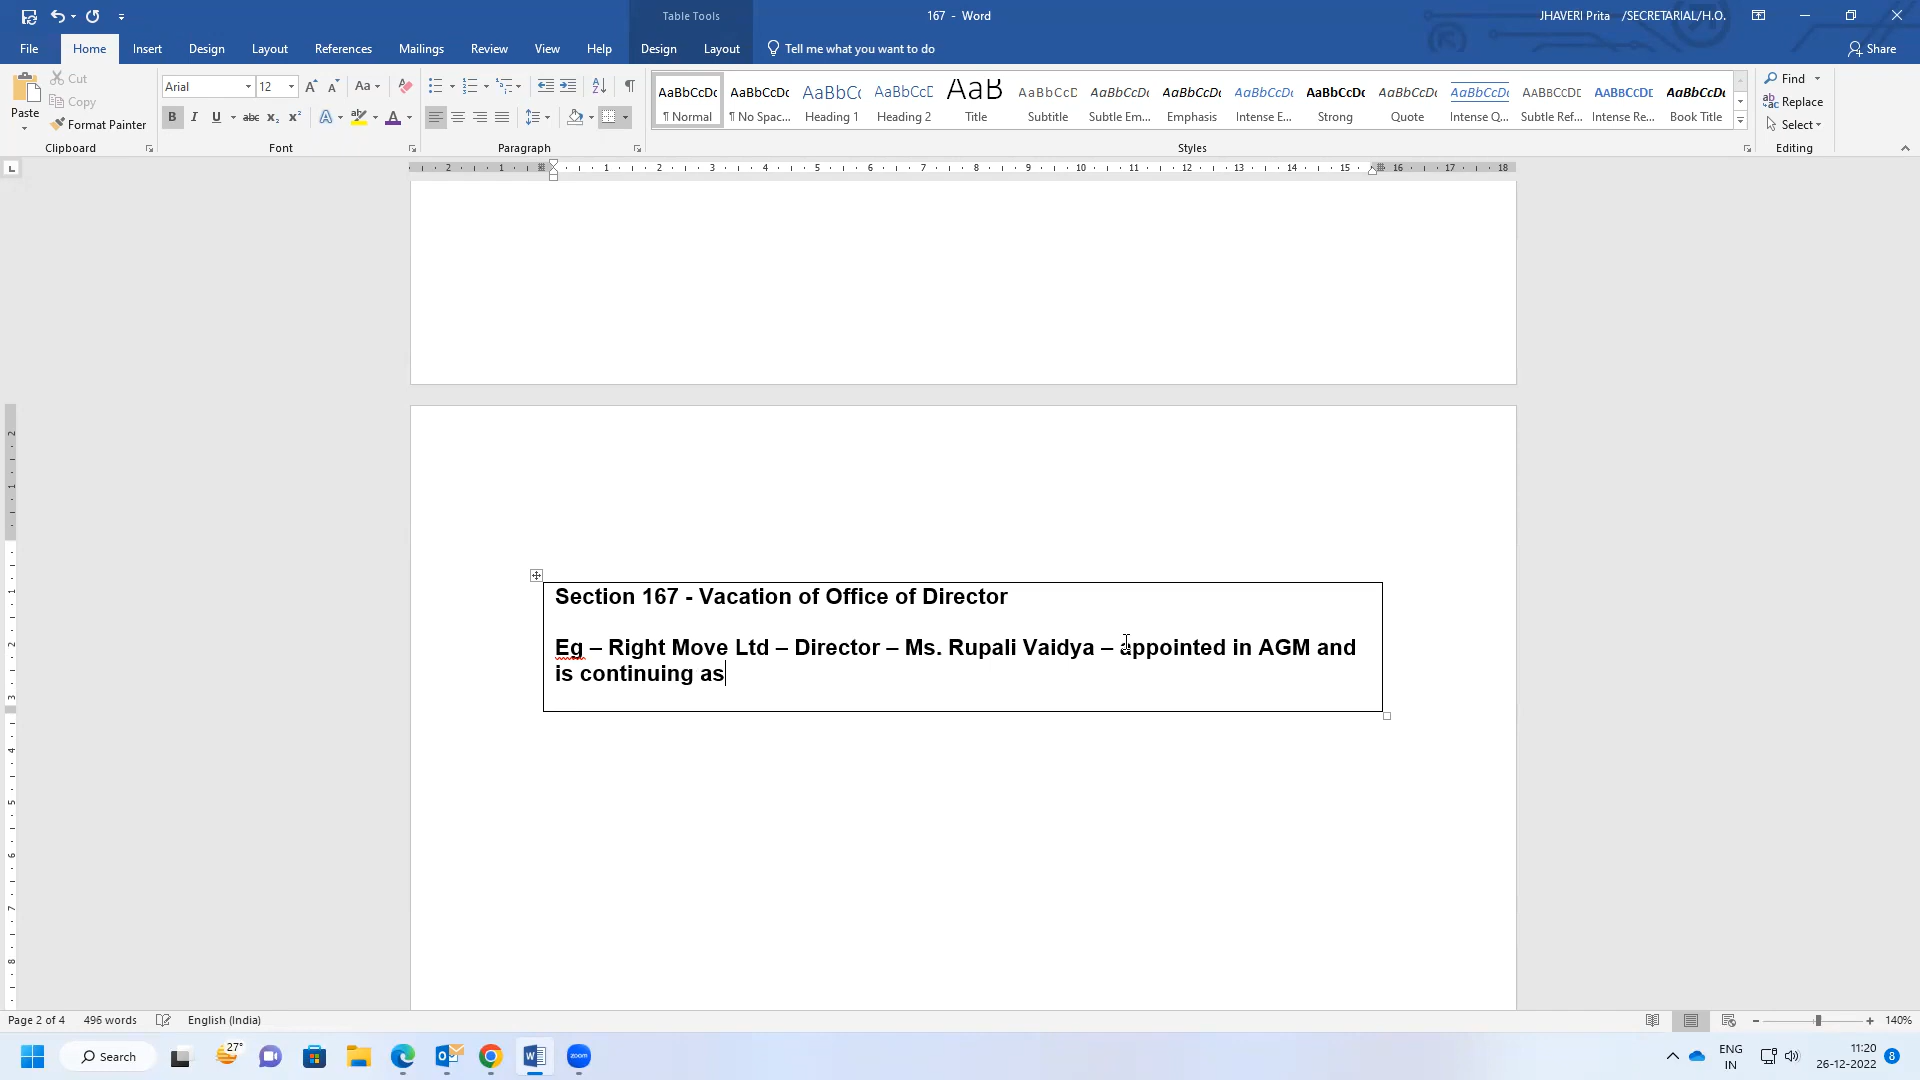 167 - Word
Table Tools
JHAVERI Prita /SECRETARIAL/H.O.
File Home Insert Design Layout References Mailings Review View Help Design Layout Tell me what you want to do Share
Paste
Cut
Copy
Format Painter
Clipboard
Arial 12
Font
Paragraph
AaBbCcDc AaBbCcDc AaBbC( AaBbCcE AaB AaBbCcD AaBbCcDc AaBbCcDc AaBbCcDc AaBbCcDc AaBbCcDc AaBbCcDc AABBCCDE AABBCCDE AaBbCcDc
¶ Normal ¶ No Spac... Heading 1 Heading 2 Title Subtitle Subtle Em... Emphasis Intense E... Strong Quote Intense Q... Subtle Ref... Intense Re... Book Title
Styles
Find
Replace
Select
Editing
Section 167 - Vacation of Office of Director
Eg – Right Move Ltd – Director – Ms. Rupali Vaidya – appointed in AGM and
is continuing as
Page 2 of 4 496 words English (India) 140%
Search
27°
zoom
ENG
IN
11:20
26-12-2022
8